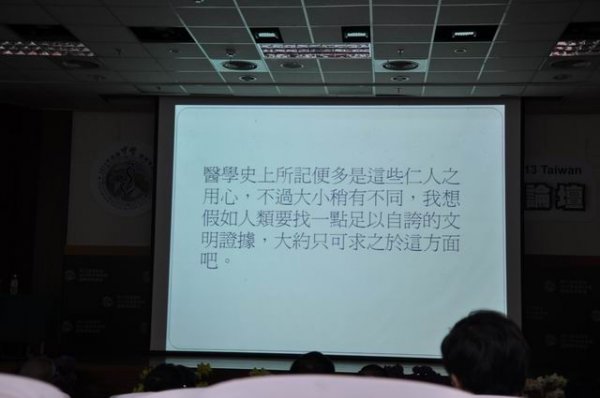 醫學史上所記便多是這些仁人之
用心，不過大小稍有不同，我想
假如人類要找一點足以自誇的文
明證據，大約只可求之於這方面
吧。
13 Taiwan
論壇